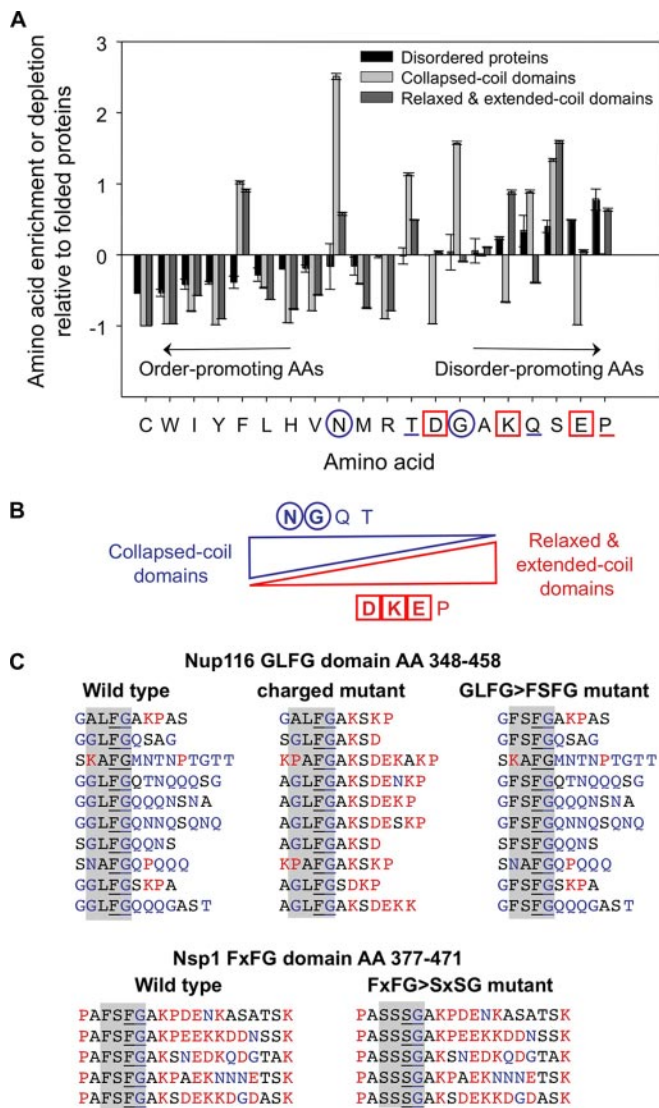 A
Amino acid enrichment or depletion
relative to folded proteins
3
2
1
0
-1
Disordered proteins
Collapsed-coil domains
Relaxed & extended-coil domains
Order-promoting AAs
Disorder-promoting AAs
C W I Y F L H V N M R T D G A K Q S E P
Amino acid
B
N G Q T
Collapsed-coil
domains
Relaxed &
extended-coil
domains
D K E P
C
Nup116 GLFG domain AA 348-458
Wild type
GALFGAKPAS
GGLFGQSAG
SKAFGMNTNPTGTT
GGLFGQTNQQQSG
GGLFGQQQNSNA
GGLFGQNNQSQNQ
SGLFGQQNS
SNAFGQPQQQ
GGLFGSKPA
GGLFGQQQGAST
charged mutant
GALFGAKSKP
SGLFGAKSD
KPAFGAKSDEKAKP
AGLFGAKSDENKP
AGLFGAKSDEKP
AGLFGAKSDESKP
AGLFGAKSD
KPAFGAKSKP
AGLFGSDKP
AGLFGAKSDEKK
GLFG>FSFG mutant
GFSFGAKPAS
GFSFGQSAG
SKAFGMNTNPTGTT
GFSFGQTNQQQSG
GFSFGQQQNSNA
GFSFGQNNQSQNQ
SFSFGQQNS
SNAFGQPQQQ
GFSFGSKPA
GFSFGQQQGAST
Nsp1 FxFG domain AA 377-471
Wild type
PAFSFGAKPDENKASATSK
PAFSFGAKPEEKKDDNSSK
PAFSFGAKSNEDKQDGTAK
PAFSFGAKPAEKNNNETSK
PAFSFGAKSDEKKDGDASK
FxFG>SxSG mutant
PASSSGAKPDENKASATSK
PASSSGAKPEEKKDDNSSK
PASSSGAKSNEDKQDGTAK
PASSSGAKPAEKNNNETSK
PASSSGAKSDEKKDGDASK